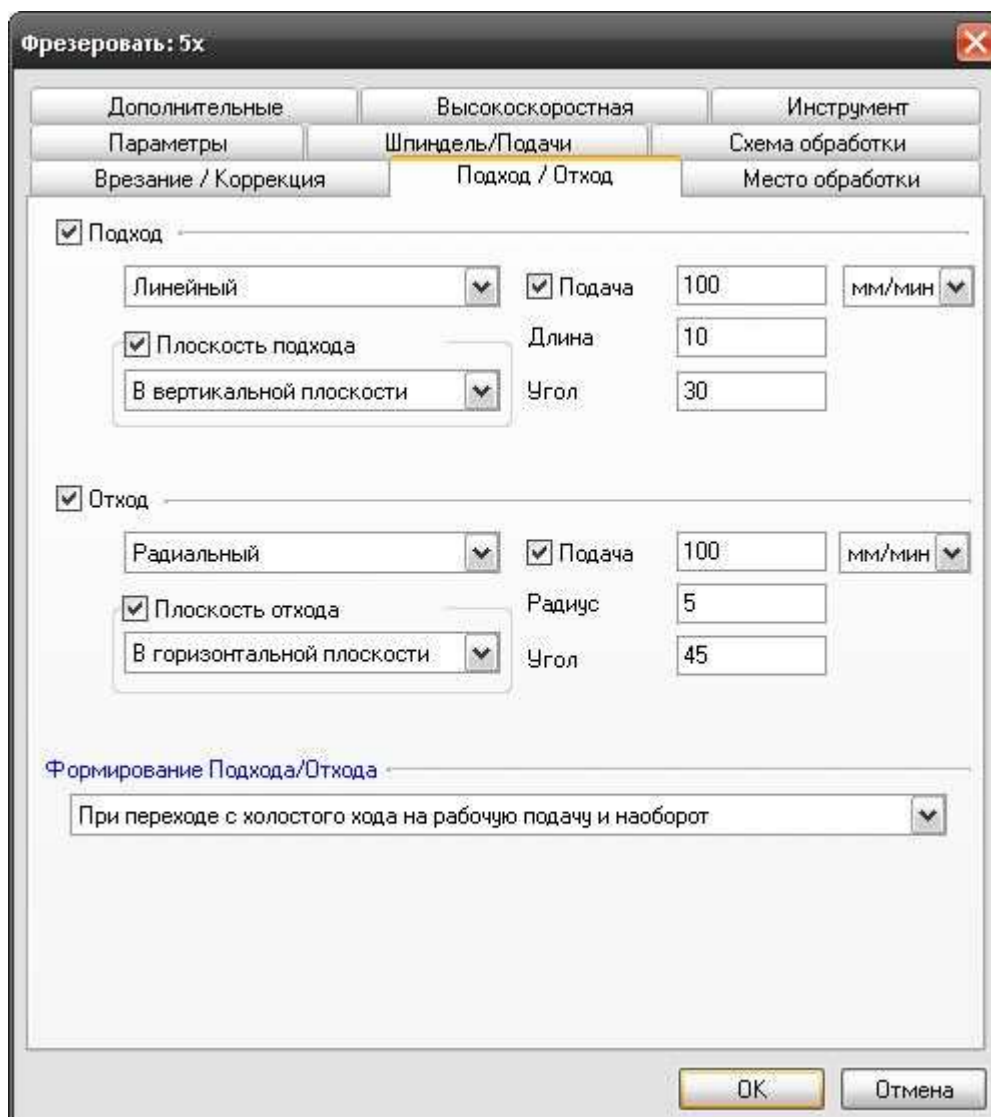 Фрезеровать: 5x
Дополнительные Высокоскоростная Инструмент
Параметры Шпиндель/Подачи Схема обработки
Врезание / Коррекция Подход / Отход Место обработки
Подход
Линейный Подача 100 мм/мин
Плоскость подхода Длина 10
В вертикальной плоскости Угол 30
Отход
Радиальный Подача 100 мм/мин
Плоскость отхода Радиус 5
В горизонтальной плоскости Угол 45
Формирование Подхода/Отхода
При переходе с холостого хода на рабочую подачу и наоборот
OK Отмена